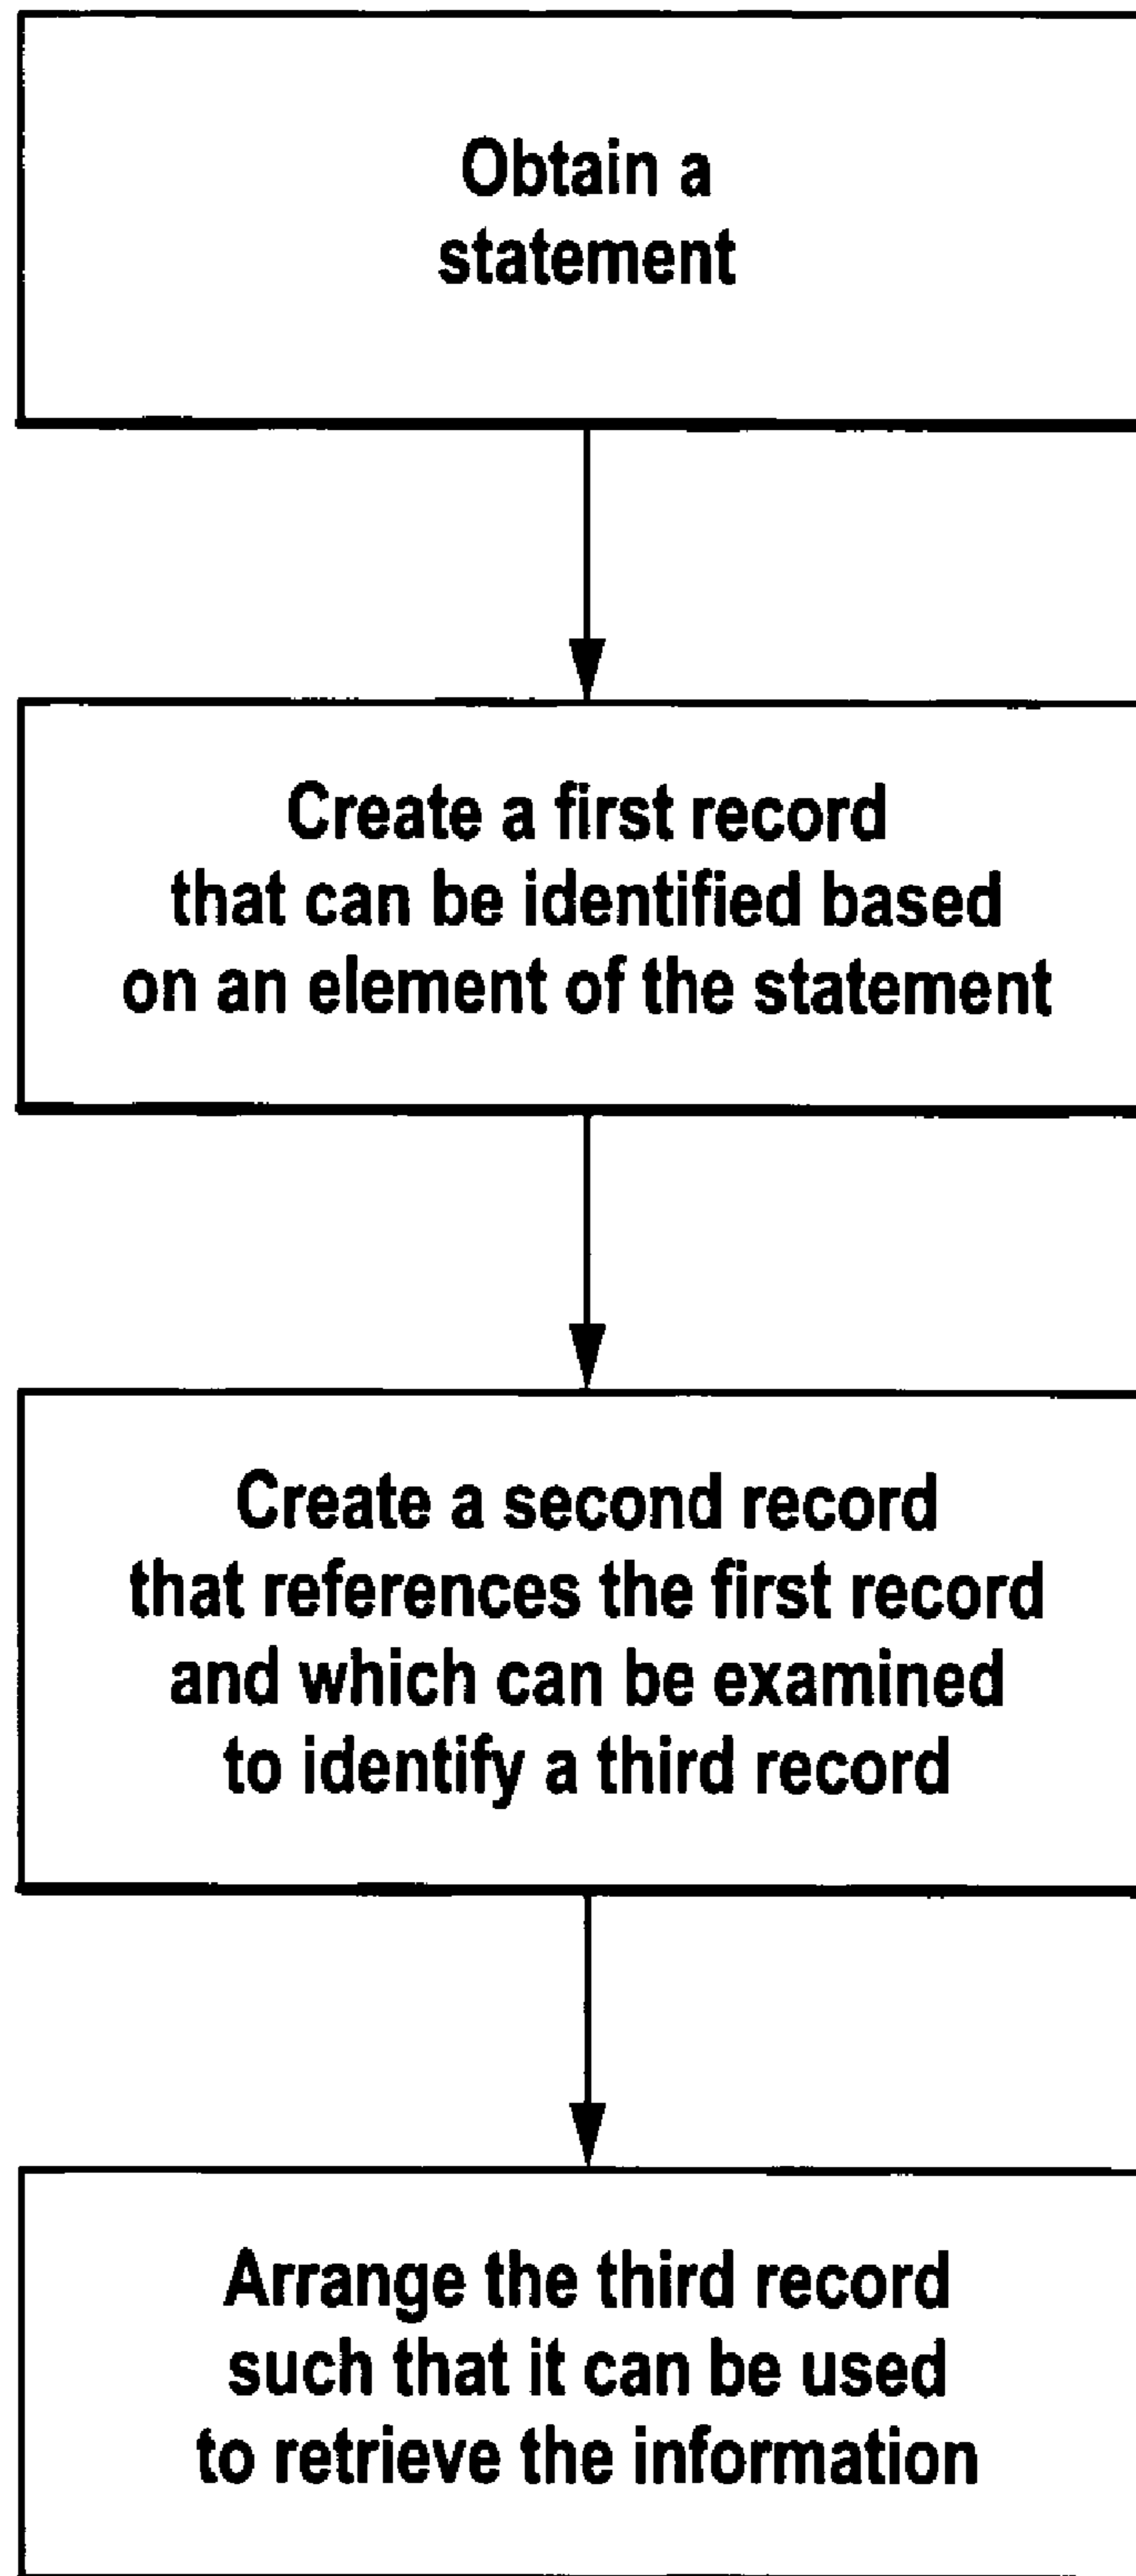 Obtain a
statement
Create a first record
that can be identified based
on an element of the statement
Create a second record
that references the first record
and which can be examined
to identify a third record
Arrange the third record
such that it can be used
to retrieve the information